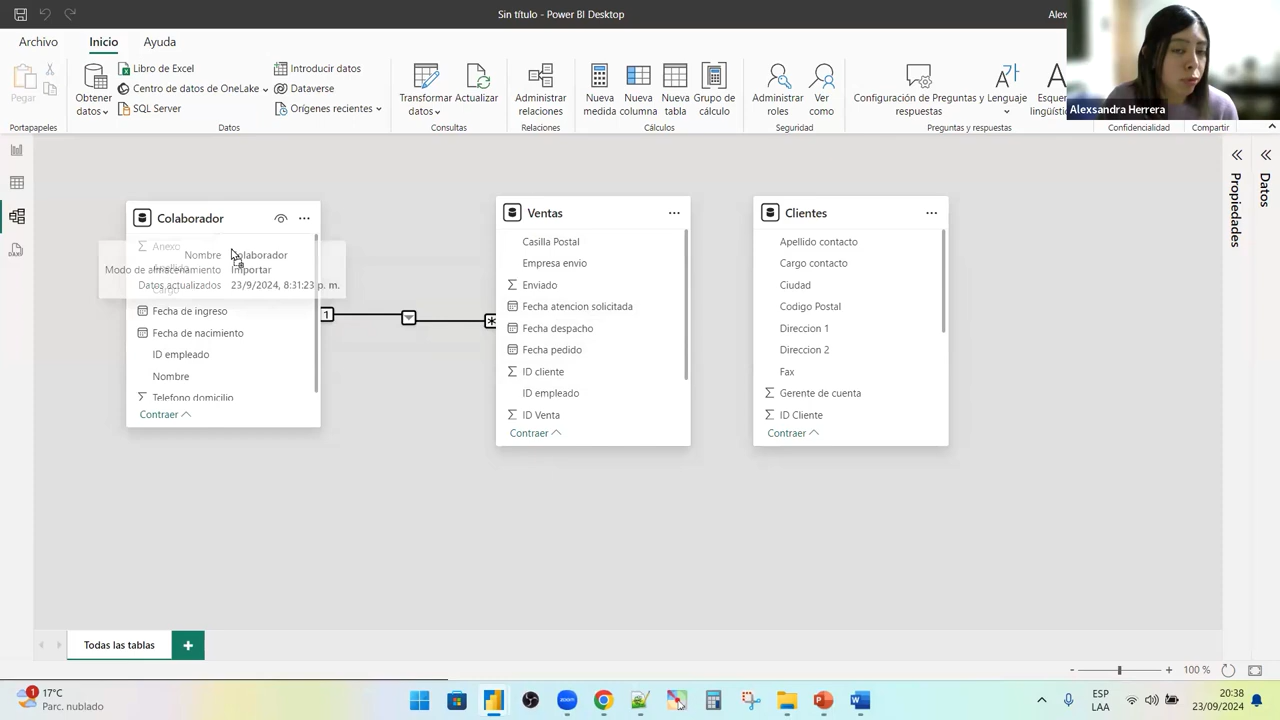 Sin título - Power BI Desktop
Archivo
Inicio
Ayuda
Pegar
Portapapeles
Obtener datos
Libro de Excel
Centro de datos de OneLake
SQL Server
Introducir datos
Dataverse
Orígenes recientes
Datos
Transformar datos
Actualizar
Consultas
Administrar relaciones
Relaciones
Nueva medida
Nueva columna
Nueva tabla
Grupo de cálculo
Cálculos
Administrar roles
Ver como
Seguridad
Configuración de Preguntas y respuestas
Lenguaje
Preguntas y respuestas
Confidencialidad
Compartir
Alexsandra Herrera
Colaborador
Anexo
Nombre Colaborador
Modo de almacenamiento Importar
Datos actualizados 23/9/2024, 8:31:23 p. m.
Fecha de ingreso
Fecha de nacimiento
ID empleado
Nombre
Telefono domicilio
Contraer
1
*
Ventas
Casilla Postal
Empresa envio
Enviado
Fecha atencion solicitada
Fecha despacho
Fecha pedido
ID cliente
ID empleado
ID Venta
Contraer
Clientes
Apellido contacto
Cargo contacto
Ciudad
Codigo Postal
Direccion 1
Direccion 2
Fax
Gerente de cuenta
ID Cliente
Contraer
Propiedades
Datos
Todas las tablas
+
- + 100 %
1
17°C
Parc. nublado
ESP
LAA
20:38
23/09/2024